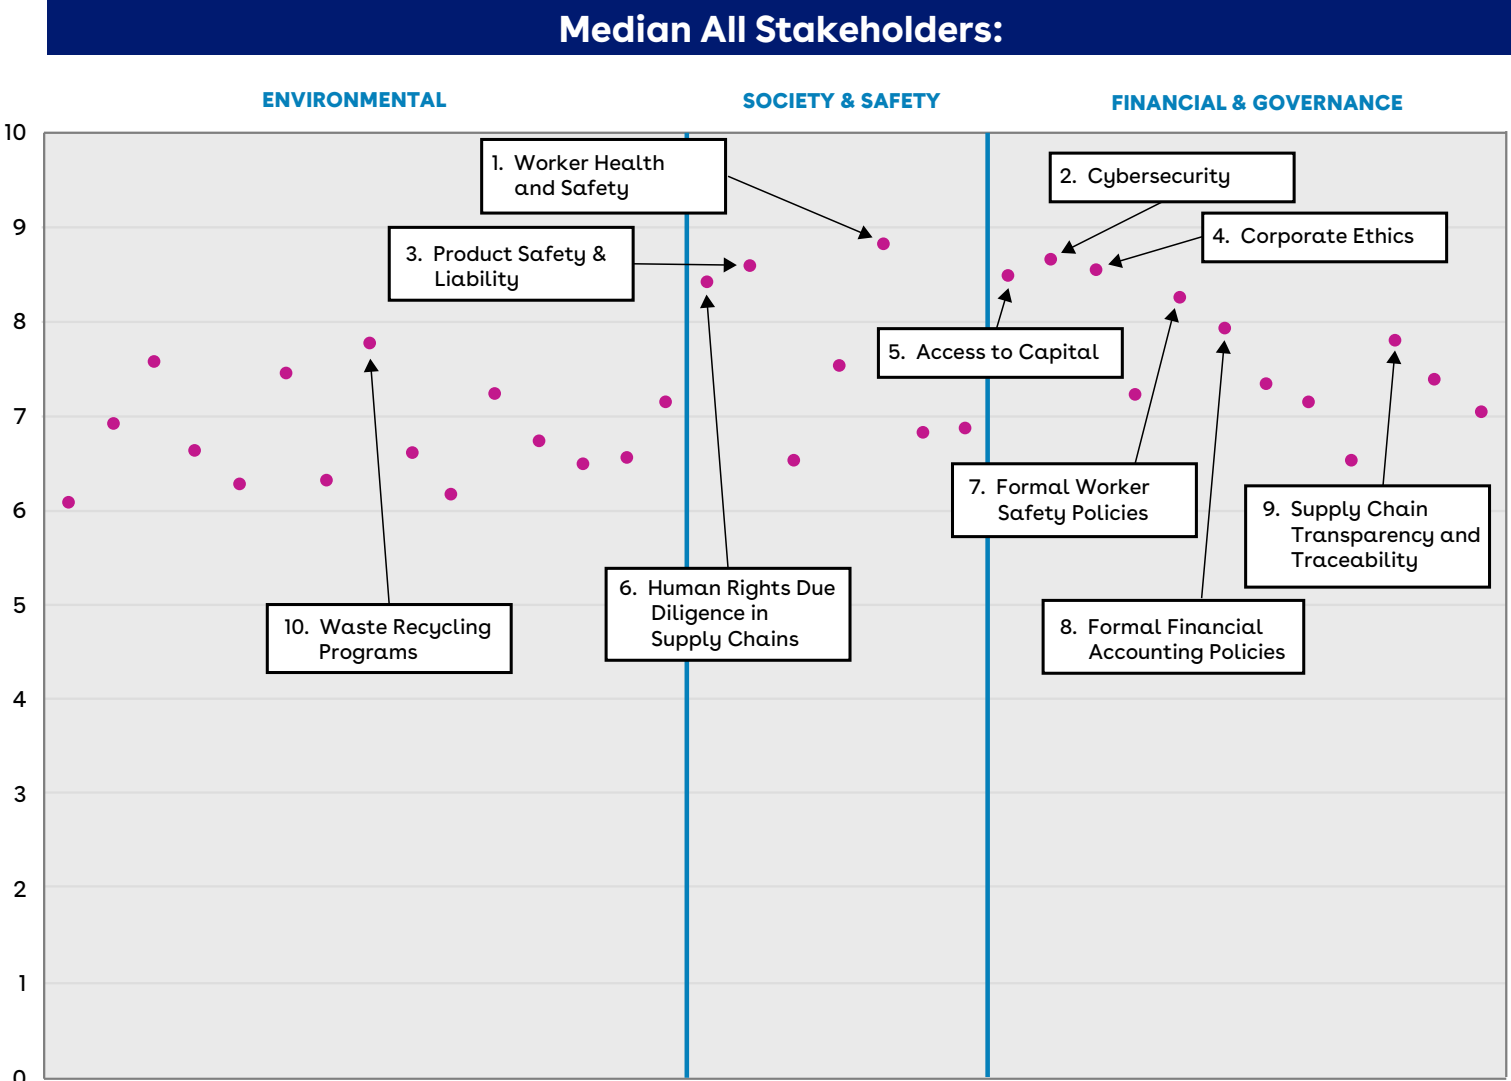 Median All Stakeholders:
ENVIRONMENTAL
SOCIETY & SAFETY
FINANCIAL & GOVERNANCE
10
9
8
7
6
5
4
3
2
1
0
1. Worker Health
and Safety
2. Cybersecurity
3. Product Safety &
Liability
4. Corporate Ethics
5. Access to Capital
6. Human Rights Due
Diligence in
Supply Chains
7. Formal Worker
Safety Policies
8. Formal Financial
Accounting Policies
9. Supply Chain
Transparency and
Traceability
10. Waste Recycling
Programs